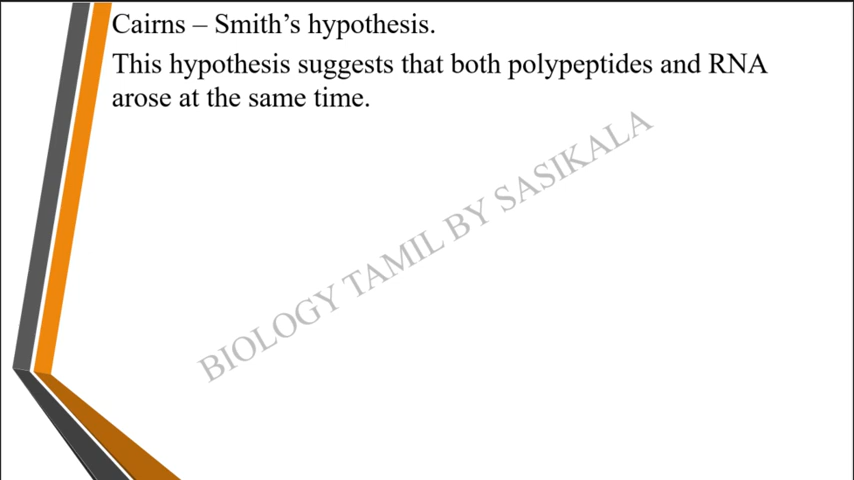 Cairns – Smith’s hypothesis.
This hypothesis suggests that both polypeptides and RNA
arose at the same time.
BIOLOGY TAMIL BY SASIKALA